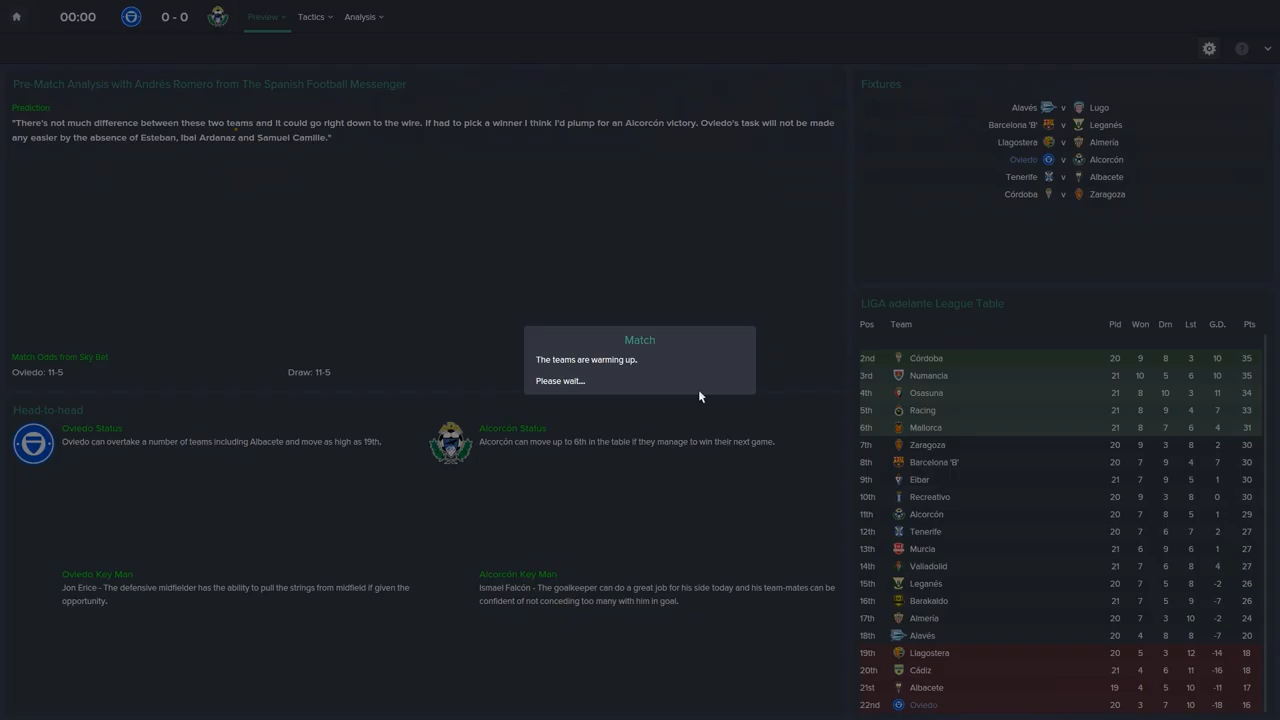 00:00 0 - 0 Preview Tactics Analysis
?
Pre-Match Analysis with Andrés Romero from The Spanish Football Messenger
Prediction
"There's not much difference between these two teams and it could go right down to the wire. If had to pick a winner I think I'd plump for an Alcorcón victory. Oviedo's task will not be made
any easier by the absence of Esteban, Ibai Ardanaz and Samuel Camille."
Match Odds from Sky Bet
Oviedo: 11-5 Draw: 11-5
Match
The teams are warming up.
Please wait...
Head-to-head
Oviedo Status
Oviedo can overtake a number of teams including Albacete and move as high as 19th.
Alcorcón Status
Alcorcón can move up to 6th in the table if they manage to win their next game.
Oviedo Key Man
Jon Erice - The defensive midfielder has the ability to pull the strings from midfield if given the
opportunity.
Alcorcón Key Man
Ismael Falcón - The goalkeeper can do a great job for his side today and his team-mates can be
confident of not conceding too many with him in goal.
Fixtures
Alavés v Lugo
Barcelona 'B' v Leganés
Llagostera v Almería
Oviedo v Alcorcón
Tenerife v Albacete
Córdoba v Zaragoza
LIGA adelante League Table
Pos Team Pld Won Drn Lst G.D. Pts
2nd Córdoba 20 9 8 3 10 35
3rd Numancia 21 10 5 6 10 35
4th Osasuna 21 8 10 3 11 34
5th Racing 21 8 9 4 7 33
6th Mallorca 21 8 7 6 4 31
7th Zaragoza 20 9 3 8 2 30
8th Barcelona 'B' 20 7 9 4 7 30
9th Eibar 21 7 9 5 1 30
10th Recreativo 20 9 3 8 0 30
11th Alcorcón 20 7 8 5 1 29
12th Tenerife 20 7 6 7 2 27
13th Murcia 21 6 9 6 1 27
14th Valladolid 21 7 6 8 4 27
15th Leganés 20 7 5 8 -2 26
16th Barakaldo 21 7 5 9 -7 26
17th Almería 20 7 3 10 -2 24
18th Alavés 20 4 8 8 -7 20
19th Llagostera 20 5 3 12 -14 18
20th Cádiz 21 4 6 11 -16 18
21st Albacete 19 4 5 10 -11 17
22nd Oviedo 20 3 7 10 -18 16